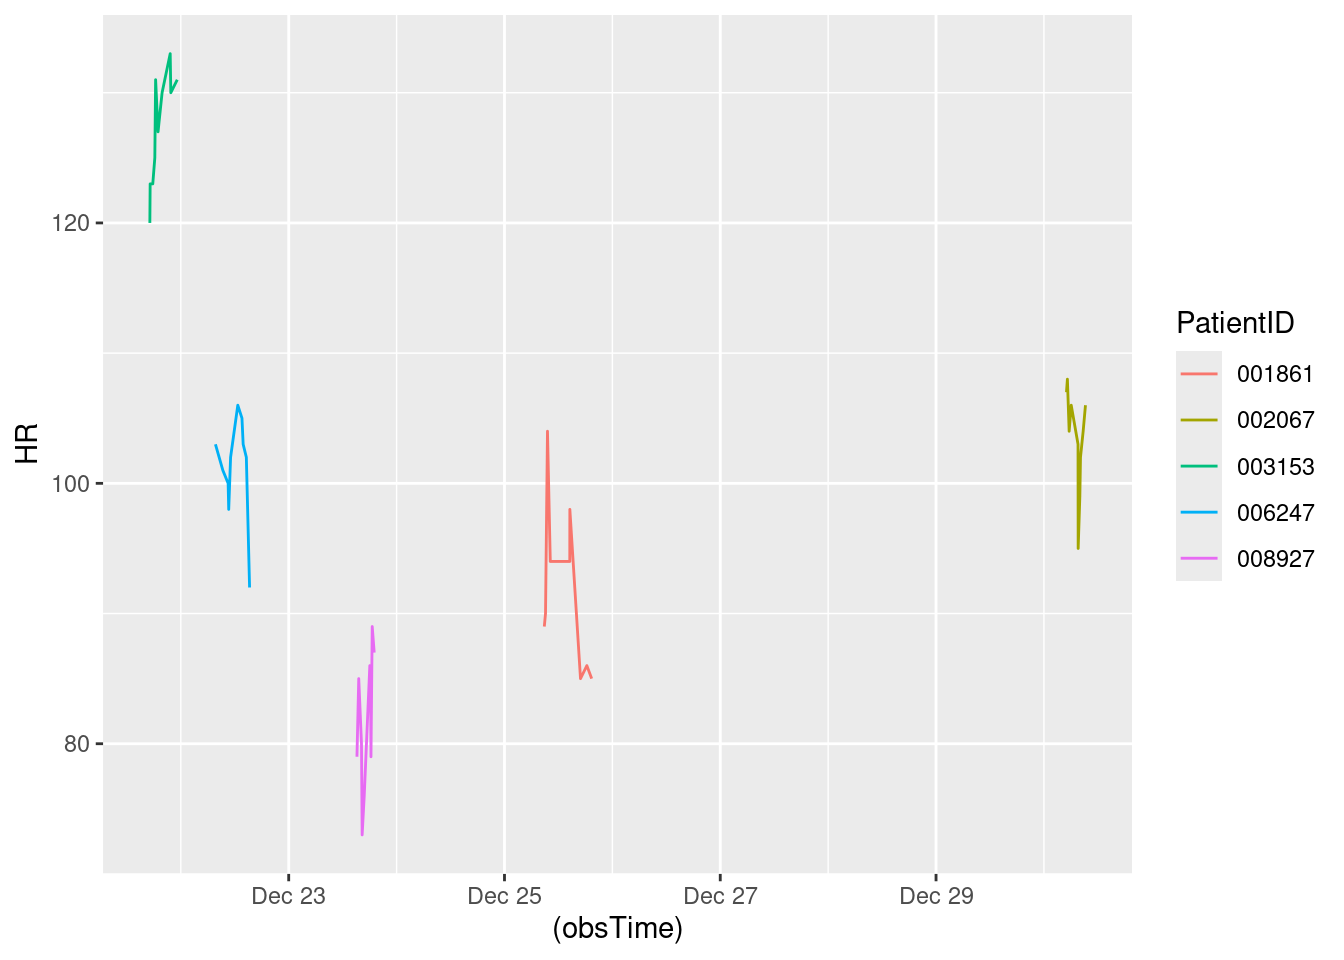 HR
120
100
80
Dec 23
Dec 25
Dec 27
Dec 29
(obsTime)
PatientID
001861
002067
003153
006247
008927